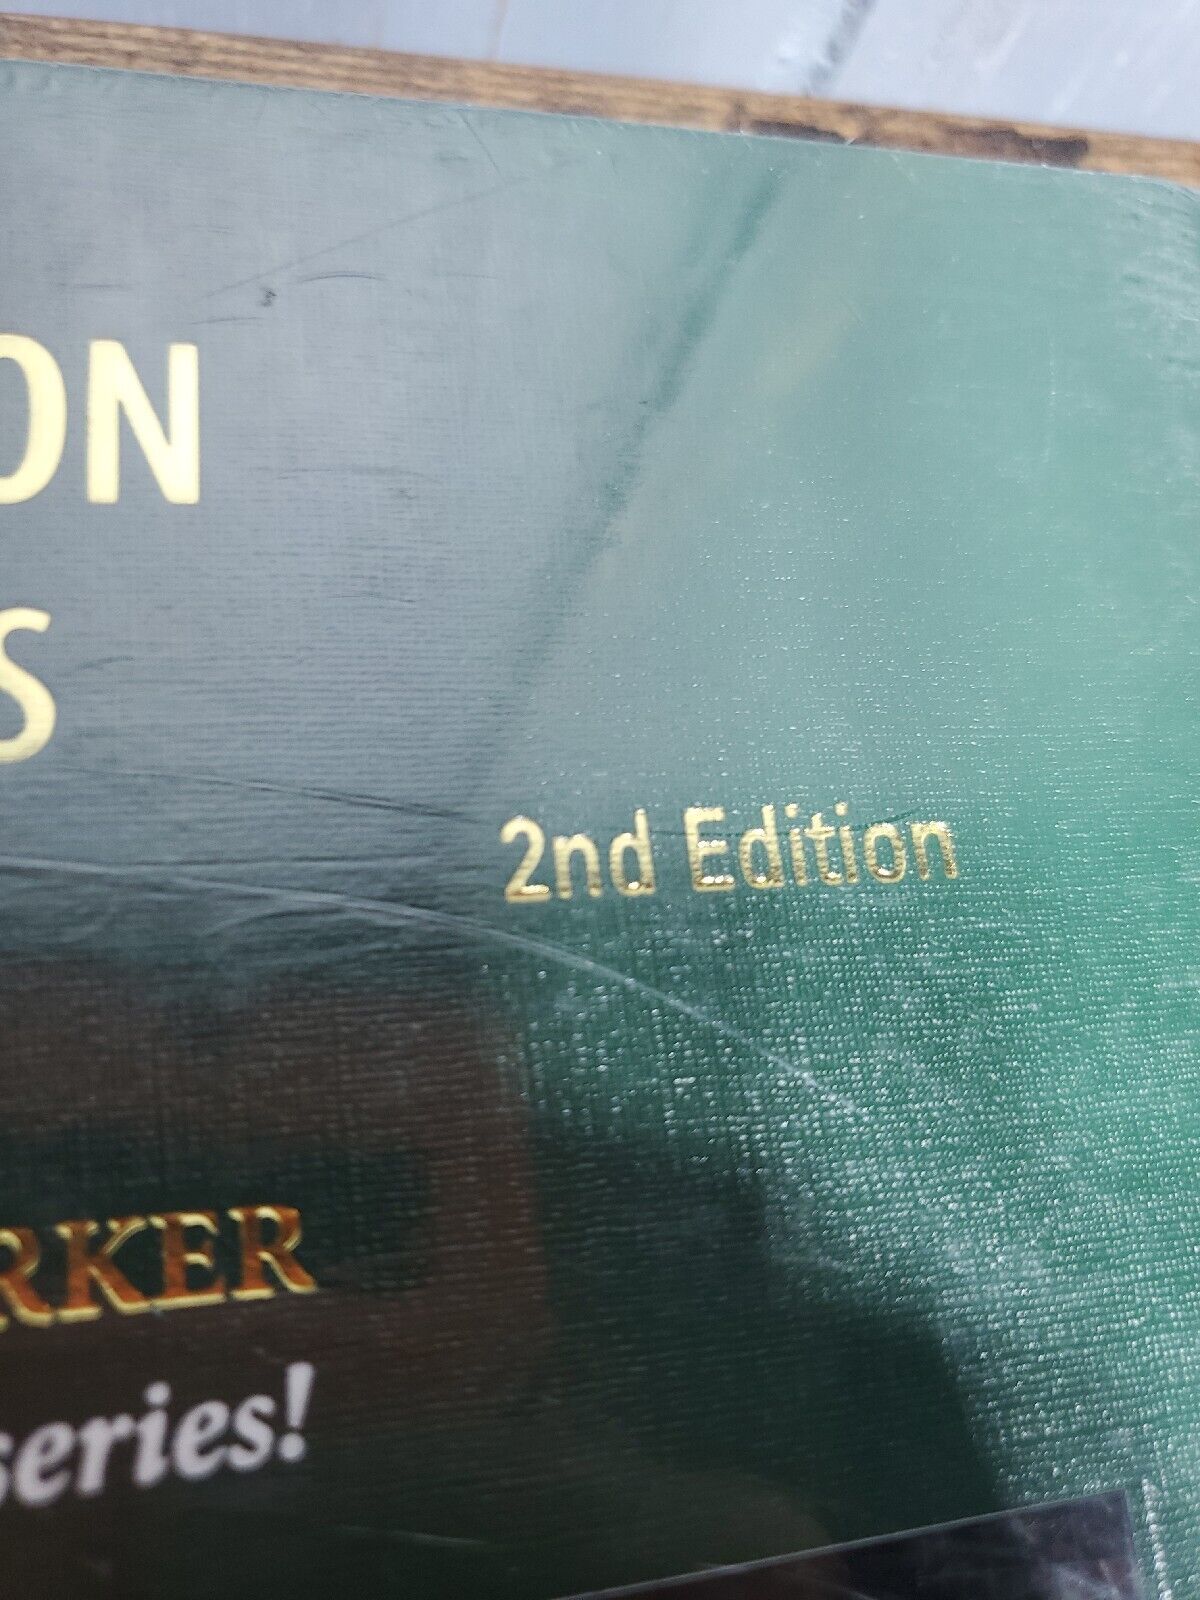 ON
S
2nd Edition
RKER
series!